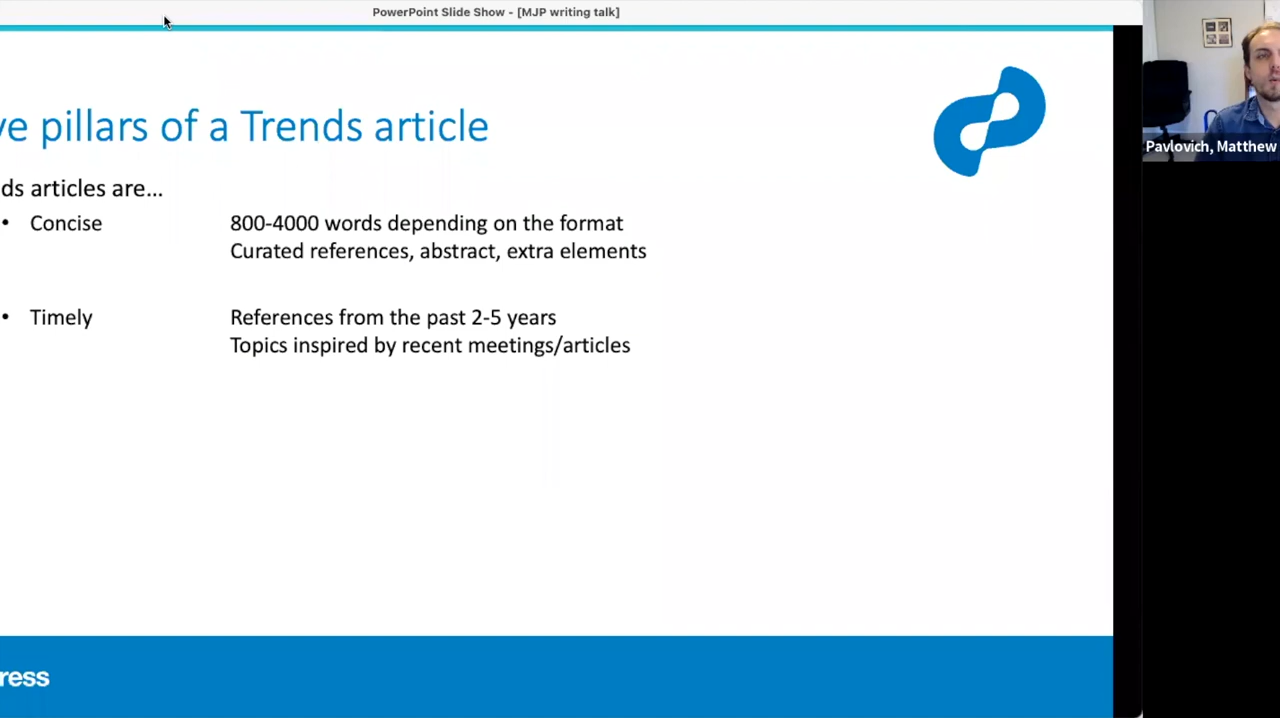 PowerPoint Slide Show - [MJP writing talk]
ve pillars of a Trends article
ds articles are...
• Concise 800-4000 words depending on the format
Curated references, abstract, extra elements
• Timely References from the past 2-5 years
Topics inspired by recent meetings/articles
ress
Pavlovich, Matthew